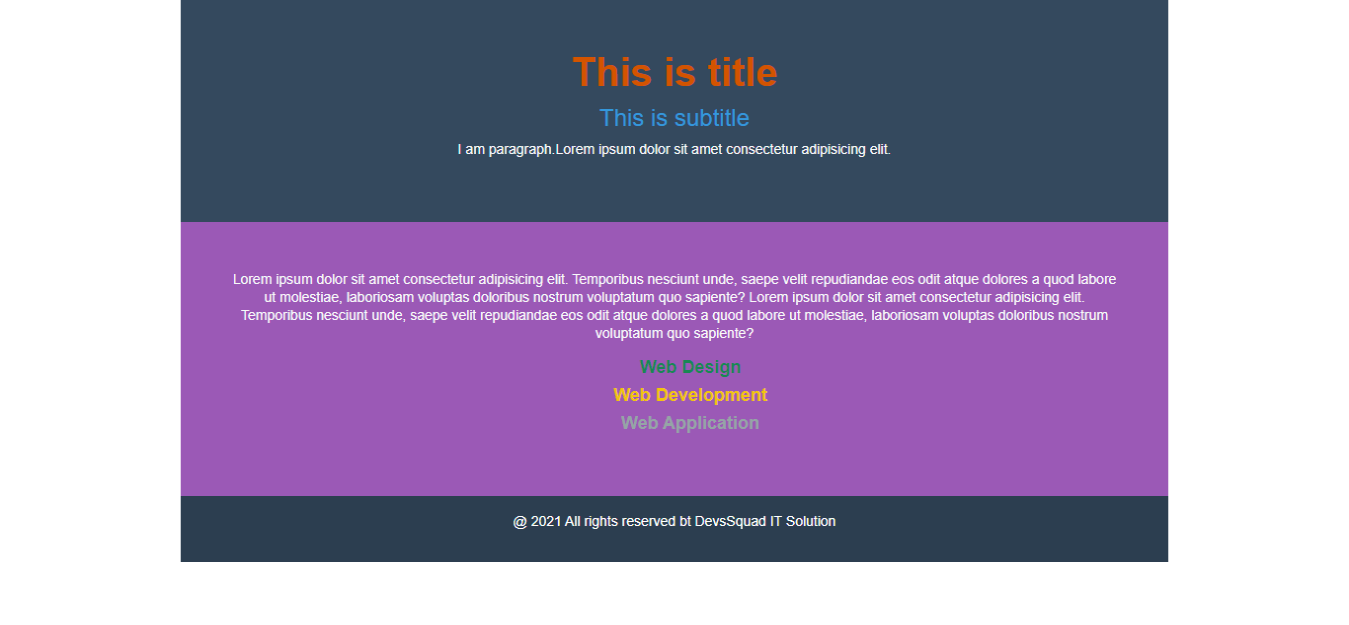 This is title
This is subtitle
I am paragraph.Lorem ipsum dolor sit amet consectetur adipisicing elit.
Lorem ipsum dolor sit amet consectetur adipisicing elit. Temporibus nesciunt unde, saepe velit repudiandae eos odit atque dolores a quod labore
ut molestiae, laboriosam voluptas doloribus nostrum voluptatum quo sapiente? Lorem ipsum dolor sit amet consectetur adipisicing elit.
Temporibus nesciunt unde, saepe velit repudiandae eos odit atque dolores a quod labore ut molestiae, laboriosam voluptas doloribus nostrum
voluptatum quo sapiente?
Web Design
Web Development
Web Application
@ 2021 All rights reserved bt DevsSquad IT Solution